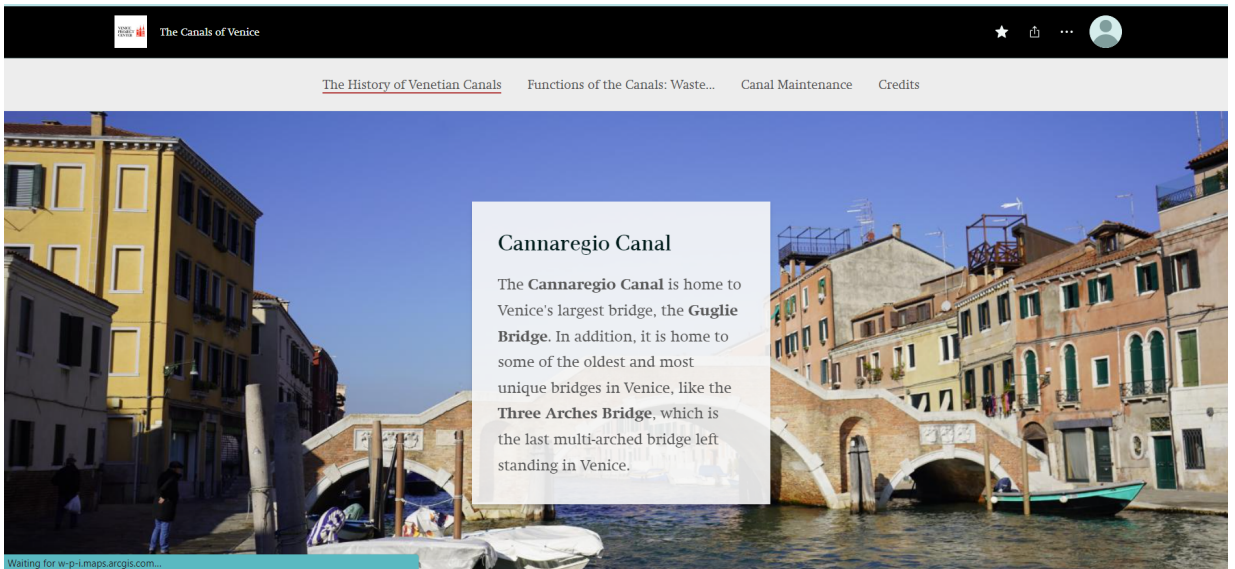 VENICE
PROJECT
CENTER
The Canals of Venice
The History of Venetian Canals
Functions of the Canals: Waste...
Canal Maintenance
Credits
Cannaregio Canal
The Cannaregio Canal is home to
Venice's largest bridge, the Guglie
Bridge. In addition, it is home to
some of the oldest and most
unique bridges in Venice, like the
Three Arches Bridge, which is
the last multi-arched bridge left
standing in Venice.
Waiting for w-p-i.maps.arcgis.com...